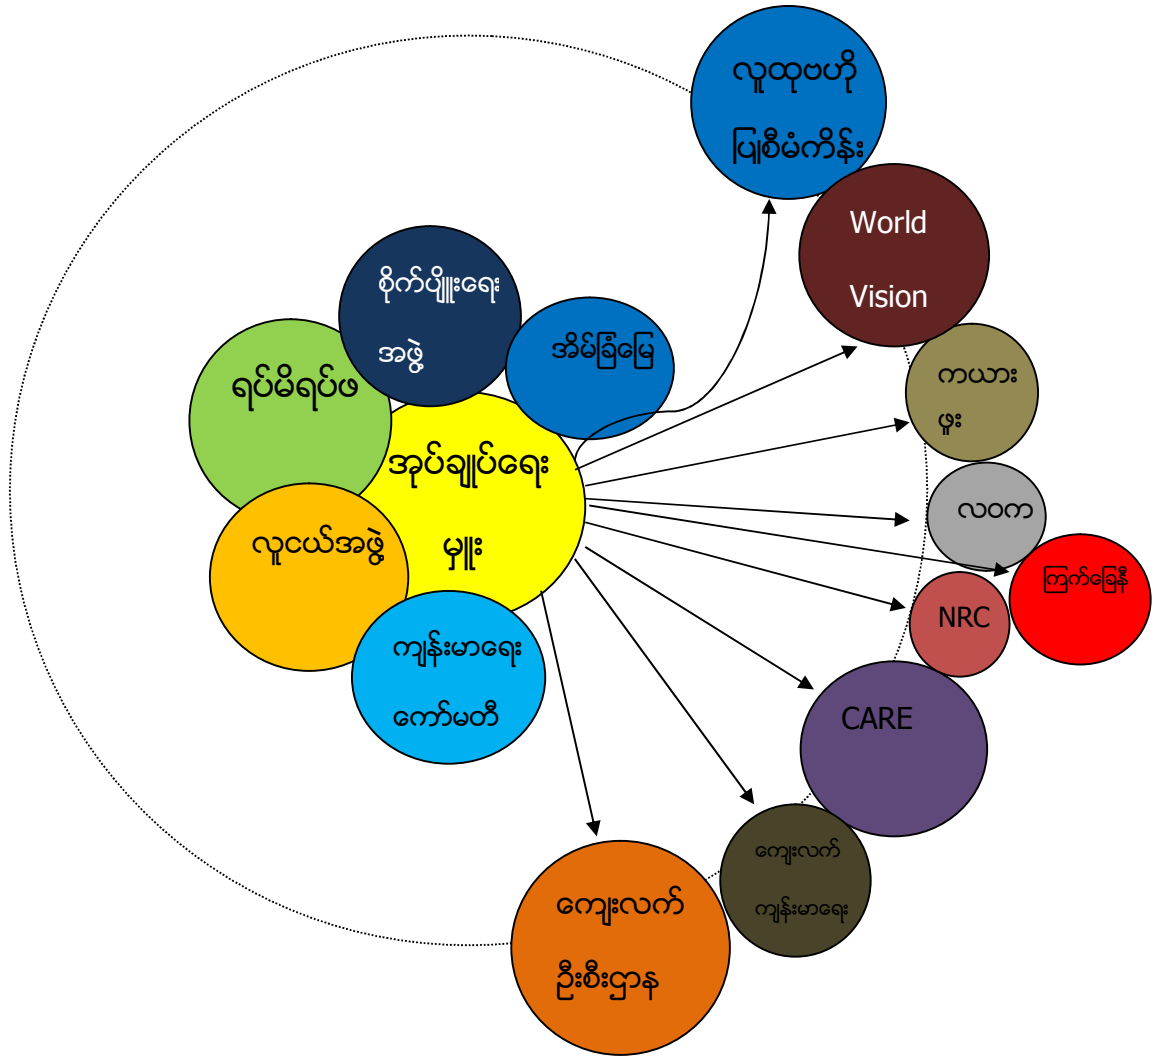 လူထုဗဟို
ပြုစီမံကိန်း
World
Vision
စိုက်ပျိူးရေး
အဖွဲ့
အိမ်ခြံမြေ
ရပ်မိရပ်ဖ
ကယား
ဖူး
အုပ်ချုပ်ရေး
မှူး
လဝက
လူငယ်အဖွဲ့
ကြက်ခြေနီ
NRC
ကျန်းမာရေး
ကော်မတီ
CARE
ကျေးလက်
ကျန်းမာရေး
ကျေးလက်
ဦးစီးဌာန